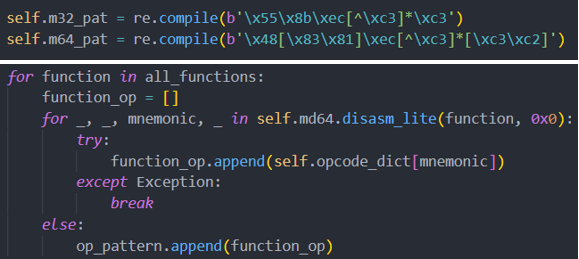 self.m32_pat = re.compile(b'\x55\x8b\xec[^\xc3]*\xc3')
self.m64_pat = re.compile(b'\x48[\x83\x81]\xec[^\xc3]*[\xc3\xc2]')
for function in all_functions:
    function_op = []
    for _, _, mnemonic, _ in self.md64.disasm_lite(function, 0x0):
        try:
            function_op.append(self.opcode_dict[mnemonic])
        except Exception:
            break
    else:
        op_pattern.append(function_op)